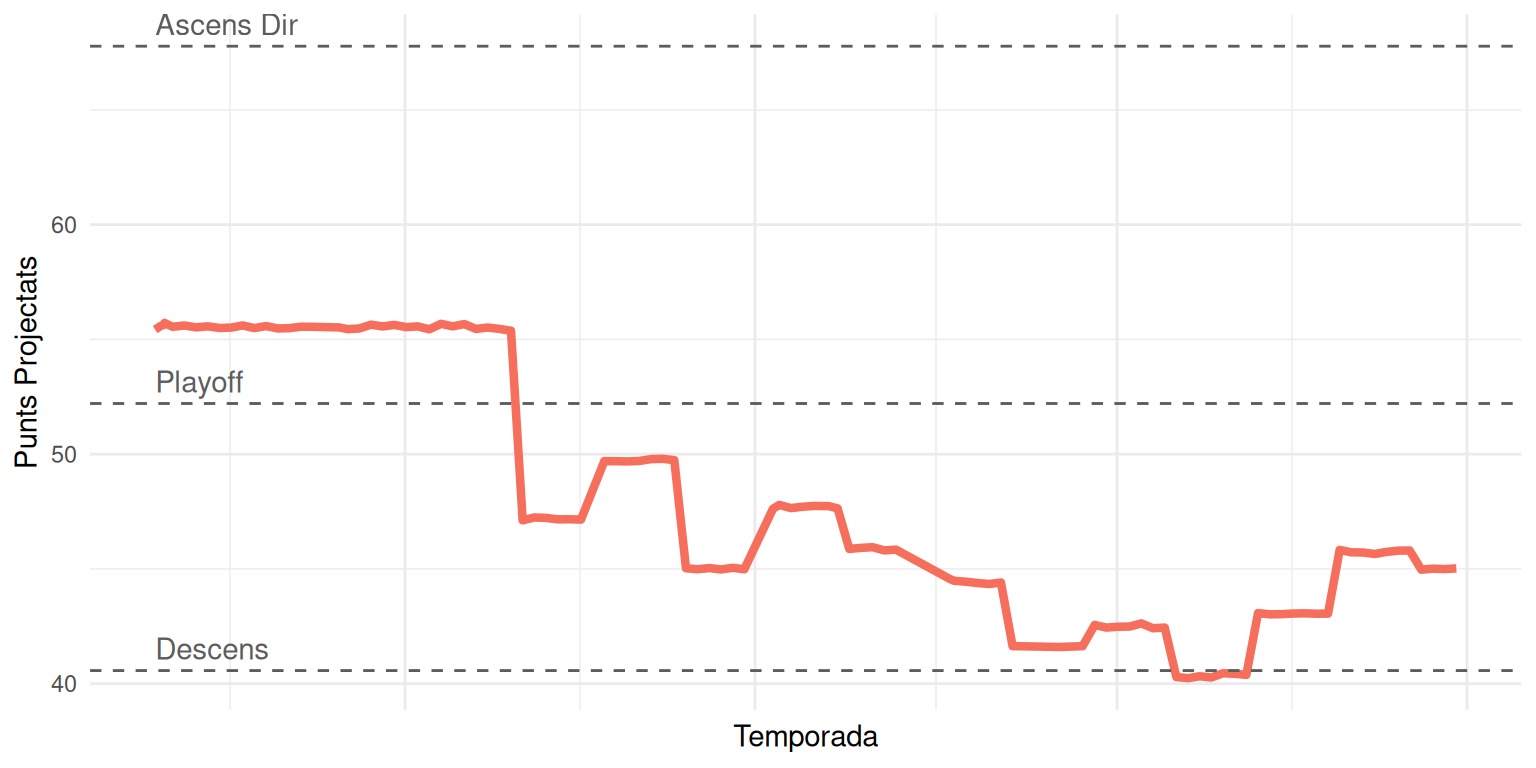 Ascens Dir
60
Playoff
50
Descens
40
Punts Projectats
Temporada